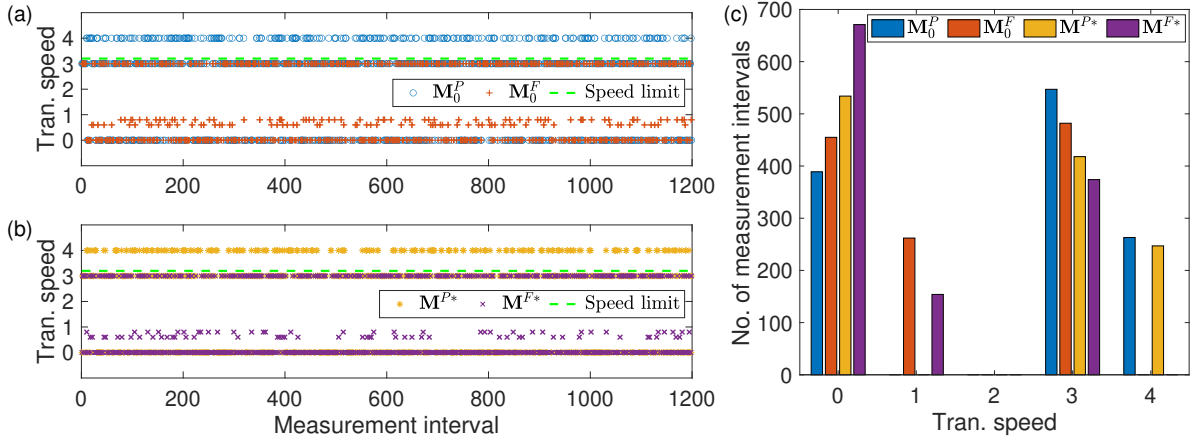 (a)
Tran. speed
4
3
2
1
0
M_0^P M_0^F Speed limit
0 200 400 600 800 1000 1200
Measurement interval
(b)
Tran. speed
4
3
2
1
0
M^{P*} M^{F*} Speed limit
0 200 400 600 800 1000 1200
Measurement interval
(c)
No. of measurement intervals
700
600
500
400
300
200
100
0
M_0^P M_0^F M^{P*} M^{F*}
0 1 2 3 4
Tran. speed